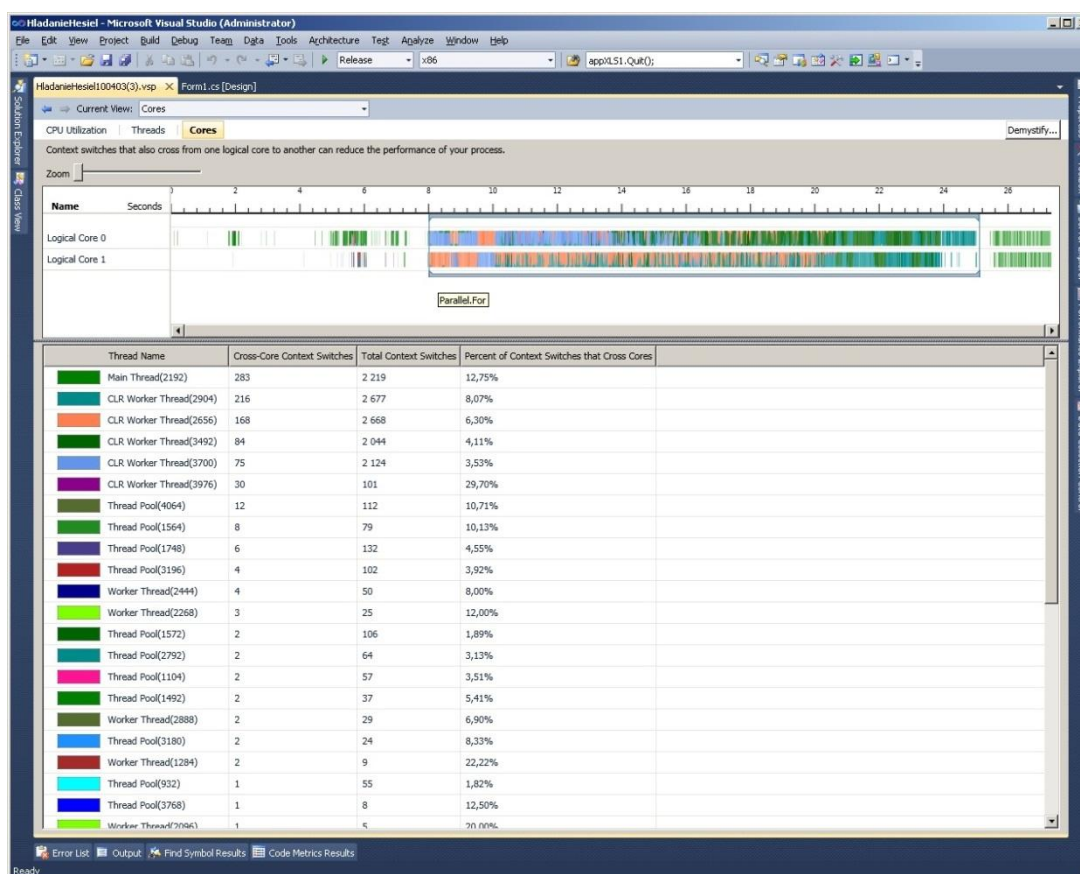 HladanieHesiel - Microsoft Visual Studio (Administrator)
File Edit View Project Build Debug Team Data Tools Architecture Test Analyze Window Help
Release x86 appXLS1.Quit();
HladanieHesiel100403(3).vsp X Form1.cs [Design]
Solution Explorer
Class View
Current View: Cores
CPU Utilization Threads Cores Demystify...
Context switches that also cross from one logical core to another can reduce the performance of your process.
Zoom
Name Seconds 0 2 4 6 8 10 12 14 16 18 20 22 24 26
Logical Core 0
Logical Core 1
Parallel.For
Thread Name Cross-Core Context Switches Total Context Switches Percent of Context Switches that Cross Cores
Main Thread(2192) 283 2 219 12,75%
CLR Worker Thread(2904) 216 2 677 8,07%
CLR Worker Thread(2656) 168 2 668 6,30%
CLR Worker Thread(3492) 84 2 044 4,11%
CLR Worker Thread(3700) 75 2 124 3,53%
CLR Worker Thread(3976) 30 101 29,70%
Thread Pool(4064) 12 112 10,71%
Thread Pool(1564) 8 79 10,13%
Thread Pool(1748) 6 132 4,55%
Thread Pool(3196) 4 102 3,92%
Worker Thread(2444) 4 50 8,00%
Worker Thread(2268) 3 25 12,00%
Thread Pool(1572) 2 106 1,89%
Thread Pool(2792) 2 64 3,13%
Thread Pool(1104) 2 57 3,51%
Thread Pool(1492) 2 37 5,41%
Worker Thread(2888) 2 29 6,90%
Thread Pool(3180) 2 24 8,33%
Worker Thread(1284) 2 9 22,22%
Thread Pool(932) 1 55 1,82%
Thread Pool(3768) 1 8 12,50%
Worker Thread(2096) 1 5 20,00%
Error List Output Find Symbol Results Code Metrics Results
Ready